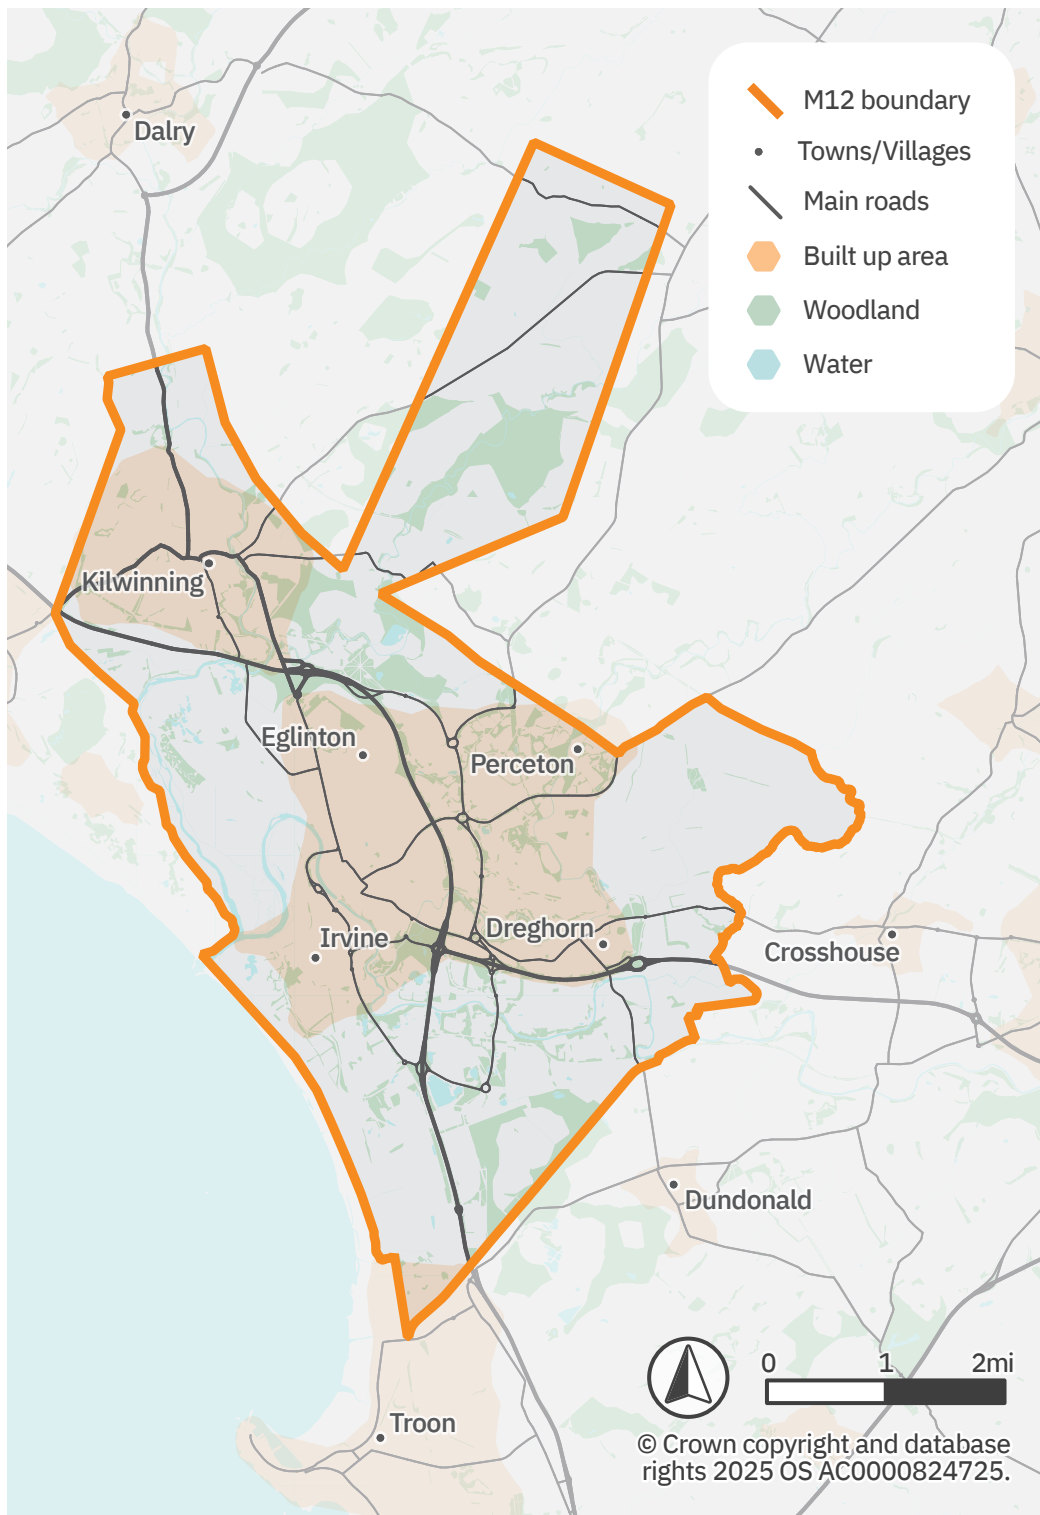 M12 boundary
Towns/Villages
Main roads
Built up area
Woodland
Water
Dalry
Kilwinning
Eglinton
Perceton
Irvine
Dreghorn
Crosshouse
Dundonald
Troon
0 1 2mi
© Crown copyright and database
rights 2025 OS AC0000824725.